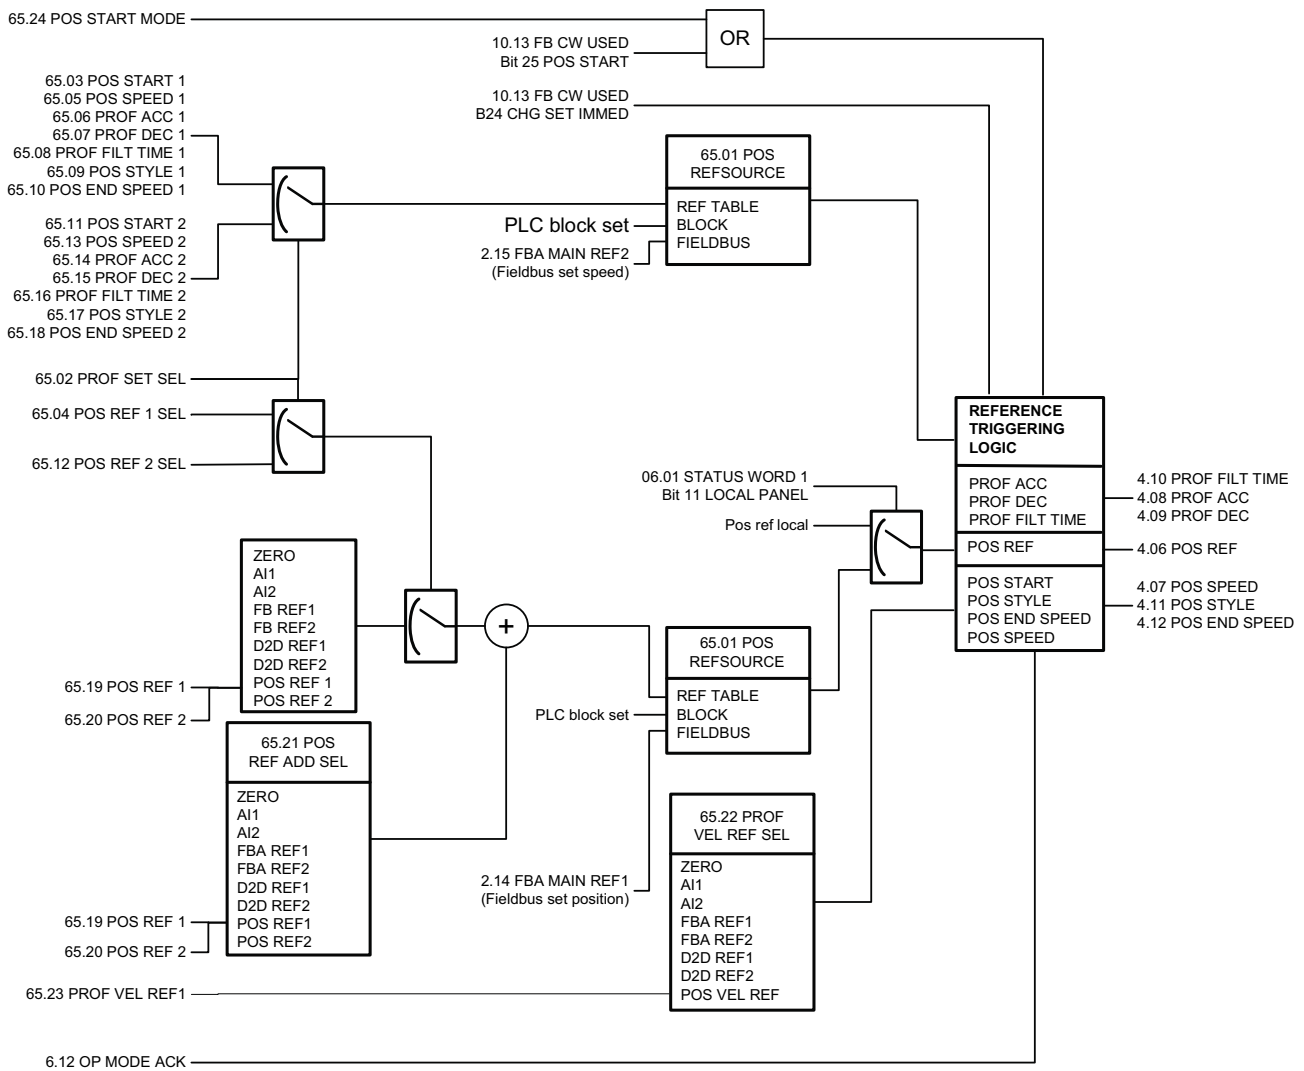 65.24 POS START MODE
OR
10.13 FB CW USED
Bit 25 POS START
65.03 POS START 1
65.05 POS SPEED 1
65.06 PROF ACC 1
65.07 PROF DEC 1
65.08 PROF FILT TIME 1
65.09 POS STYLE 1
65.10 POS END SPEED 1
10.13 FB CW USED
B24 CHG SET IMMED
65.01 POS
REFSOURCE
REF TABLE
BLOCK
FIELDBUS
PLC block set
2.15 FBA MAIN REF2
(Fieldbus set speed)
65.11 POS START 2
65.13 POS SPEED 2
65.14 PROF ACC 2
65.15 PROF DEC 2
65.16 PROF FILT TIME 2
65.17 POS STYLE 2
65.18 POS END SPEED 2
65.02 PROF SET SEL
65.04 POS REF 1 SEL
65.12 POS REF 2 SEL
REFERENCE
TRIGGERING
LOGIC
PROF ACC
PROF DEC
PROF FILT TIME
POS REF
POS START
POS STYLE
POS END SPEED
POS SPEED
4.10 PROF FILT TIME
4.08 PROF ACC
4.09 PROF DEC
4.06 POS REF
4.07 POS SPEED
4.11 POS STYLE
4.12 POS END SPEED
06.01 STATUS WORD 1
Bit 11 LOCAL PANEL
Pos ref local
ZERO
AI1
AI2
FB REF1
FB REF2
D2D REF1
D2D REF2
POS REF 1
POS REF 2
65.19 POS REF 1
65.20 POS REF 2
+
65.01 POS
REFSOURCE
REF TABLE
BLOCK
FIELDBUS
PLC block set
2.14 FBA MAIN REF1
(Fieldbus set position)
65.21 POS
REF ADD SEL
ZERO
AI1
AI2
FBA REF1
FBA REF2
D2D REF1
D2D REF2
POS REF1
POS REF2
65.19 POS REF 1
65.20 POS REF 2
65.22 PROF
VEL REF SEL
ZERO
AI1
AI2
FBA REF1
FBA REF2
D2D REF1
D2D REF2
POS VEL REF
65.23 PROF VEL REF1
6.12 OP MODE ACK